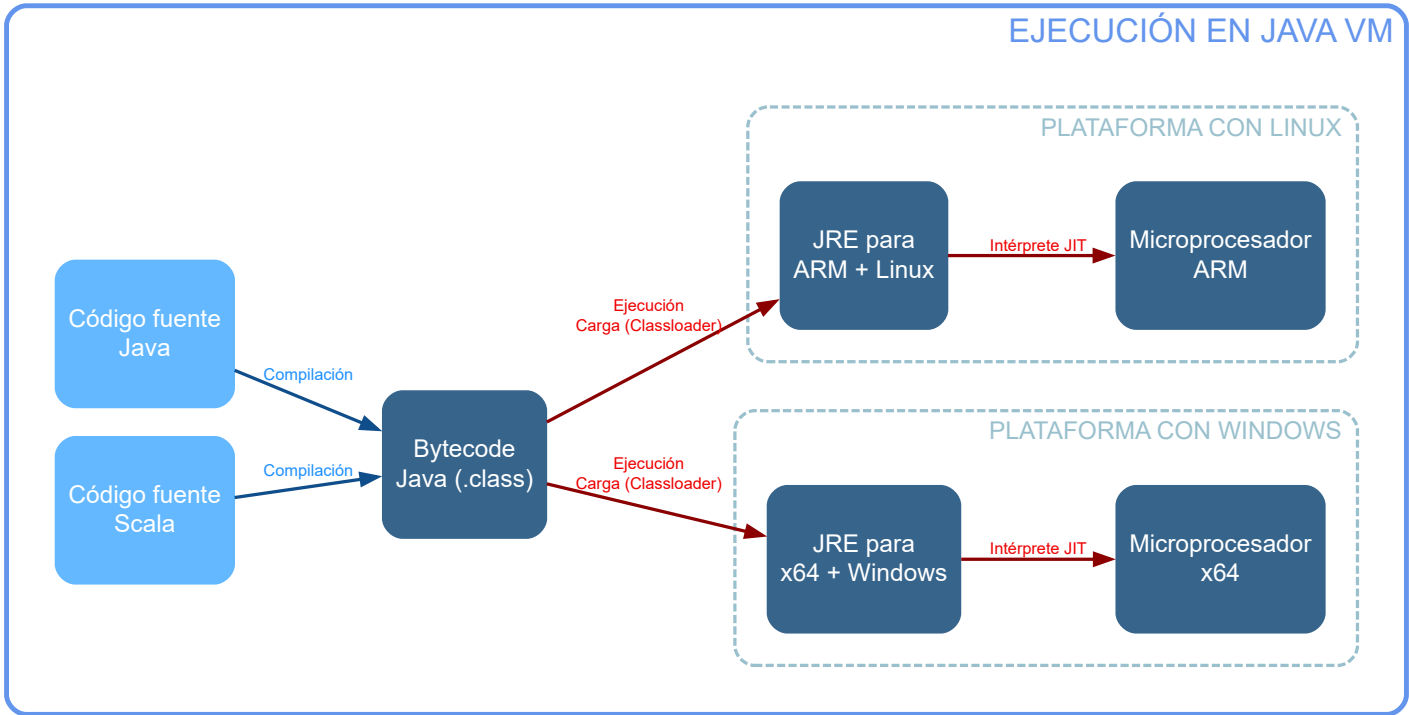 EJECUCIÓN EN JAVA VM
PLATAFORMA CON LINUX
JRE para
ARM + Linux
Intérprete JIT
Microprocesador
ARM
Código fuente
Java
Compilación
Ejecución
Carga (Classloader)
Bytecode
Java (.class)
Código fuente
Scala
Compilación
Ejecución
Carga (Classloader)
PLATAFORMA CON WINDOWS
JRE para
x64 + Windows
Intérprete JIT
Microprocesador
x64